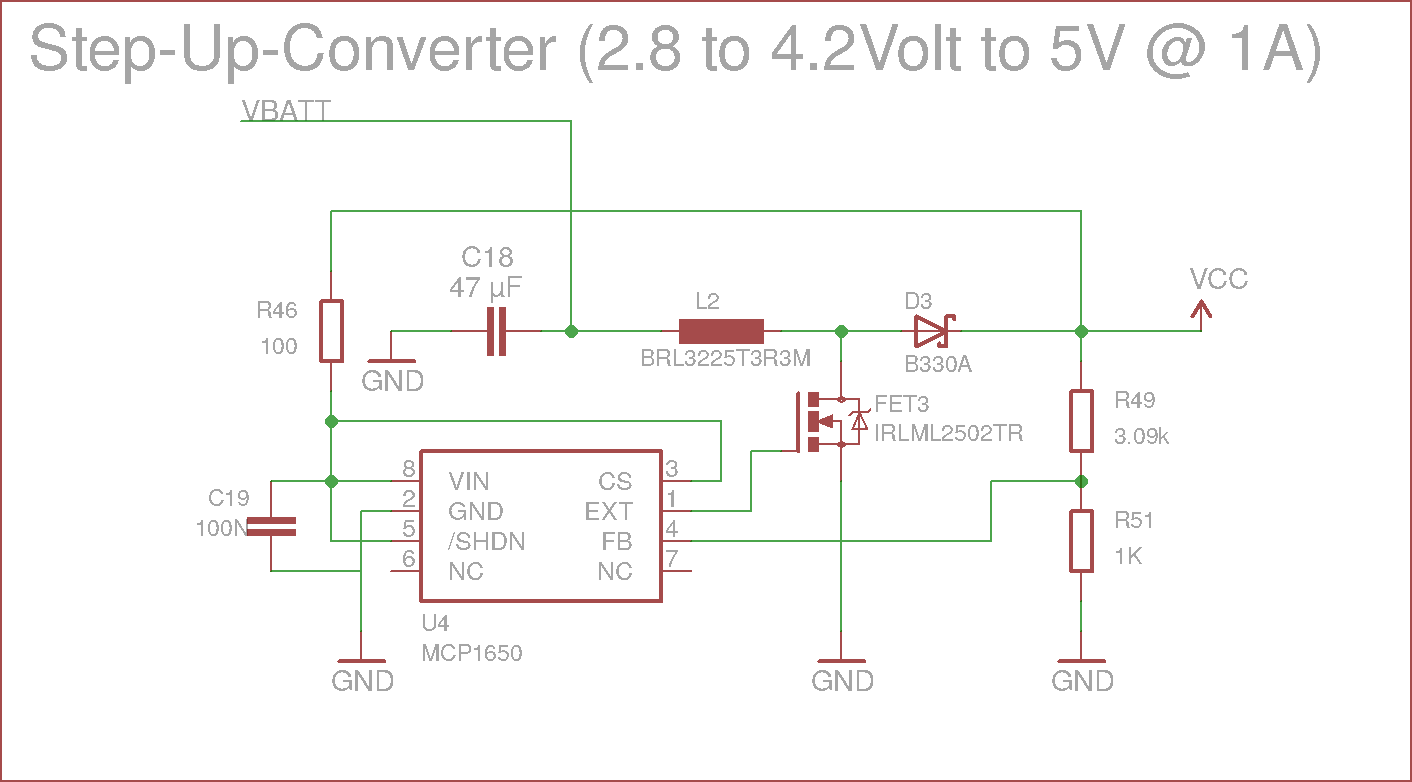 Step-Up-Converter (2.8 to 4.2Volt to 5V @ 1A)
VBATT
C18
47 µF
VCC
L2
D3
R46
100
BRL3225T3R3M
B330A
GND
FET3
IRLML2502TR
R49
3.09k
8 VIN CS 3
2 GND EXT 1
5 /SHDN FB 4
6 NC NC 7
C19
100N
R51
1K
U4
MCP1650
GND
GND
GND